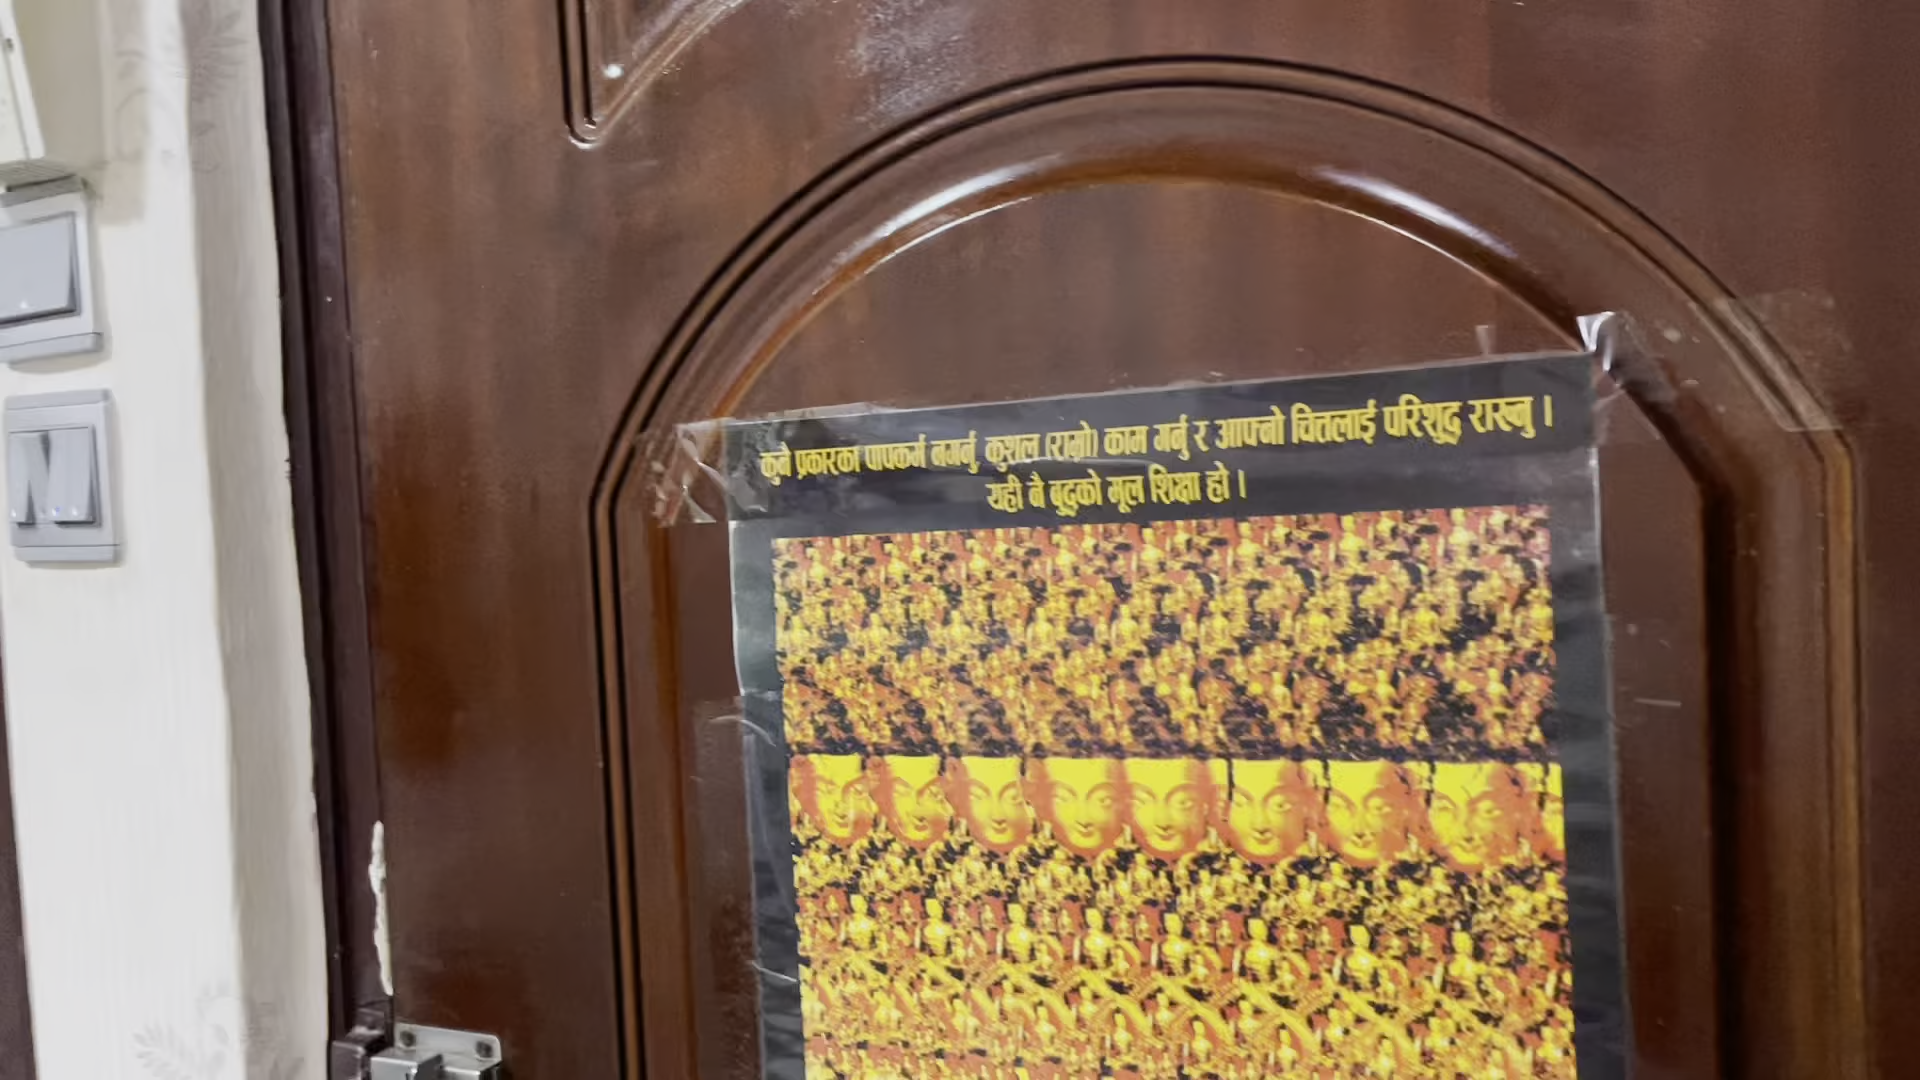 कुनै प्रकारका पापकर्म नगर्नु, कुशल (राम्रो) काम गर्नु र आफ्नो चित्तलाई परिशुद्ध राख्नु ।
यही नै बुद्धको मूल शिक्षा हो ।